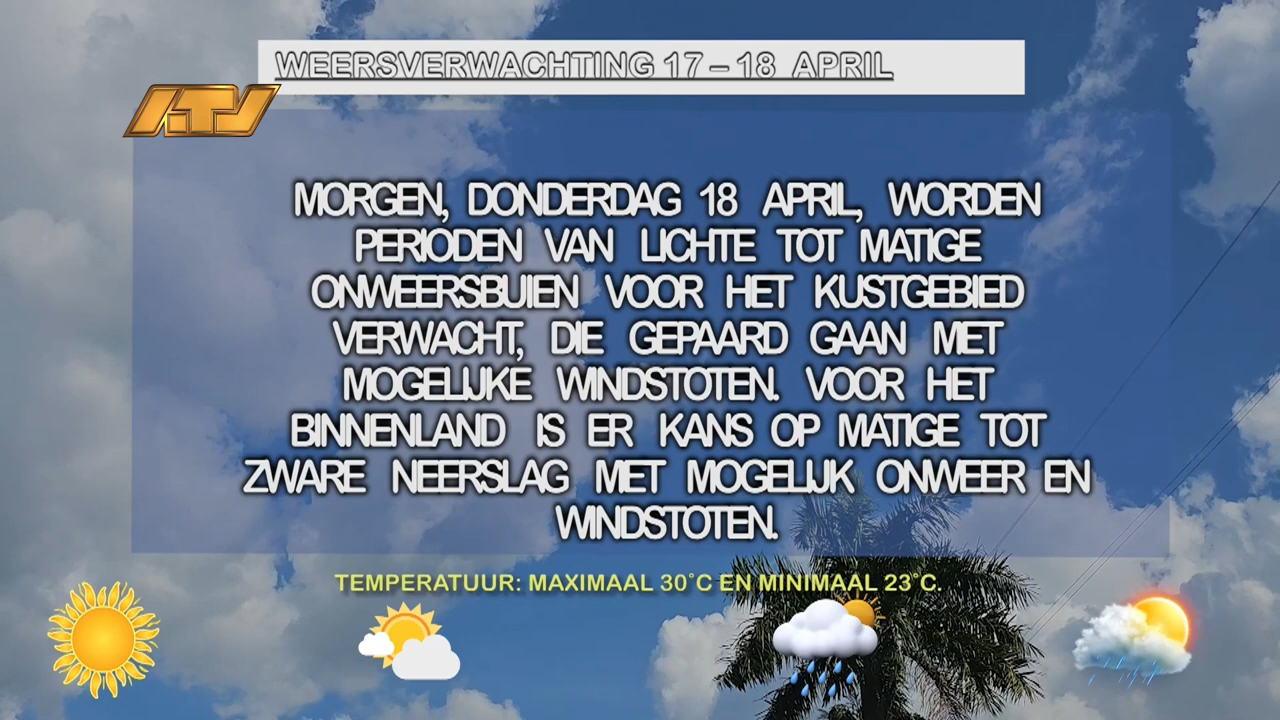 WEERSVERWACHTING 17 – 18 APRIL
ATV
MORGEN, DONDERDAG 18 APRIL, WORDEN
PERIODEN VAN LICHTE TOT MATIGE
ONWEERSBUIEN VOOR HET KUSTGEBIED
VERWACHT, DIE GEPAARD GAAN MET
MOGELIJKE WINDSTOTEN. VOOR HET
BINNENLAND IS ER KANS OP MATIGE TOT
ZWARE NEERSLAG MET MOGELIJK ONWEER EN
WINDSTOTEN.
TEMPERATUUR: MAXIMAAL 30°C EN MINIMAAL 23°C.